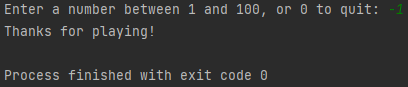 Enter a number between 1 and 100, or 0 to quit: -1
Thanks for playing!
Process finished with exit code 0